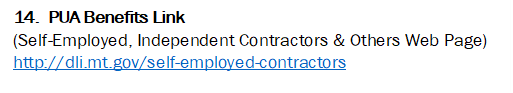 14. PUA Benefits Link
(Self-Employed, Independent Contractors & Others Web Page)
http://dli.mt.gov/self-employed-contractors